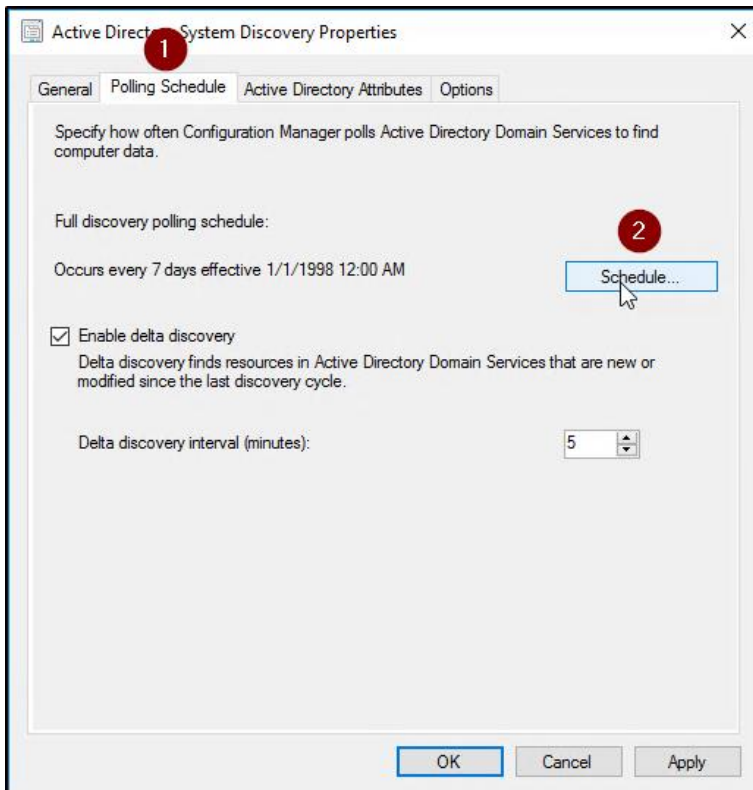 Active Directory System Discovery Properties
1
General Polling Schedule Active Directory Attributes Options
Specify how often Configuration Manager polls Active Directory Domain Services to find
computer data.
Full discovery polling schedule:
2
Occurs every 7 days effective 1/1/1998 12:00 AM
Schedule...
Enable delta discovery
Delta discovery finds resources in Active Directory Domain Services that are new or
modified since the last discovery cycle.
Delta discovery interval (minutes): 5
OK Cancel Apply